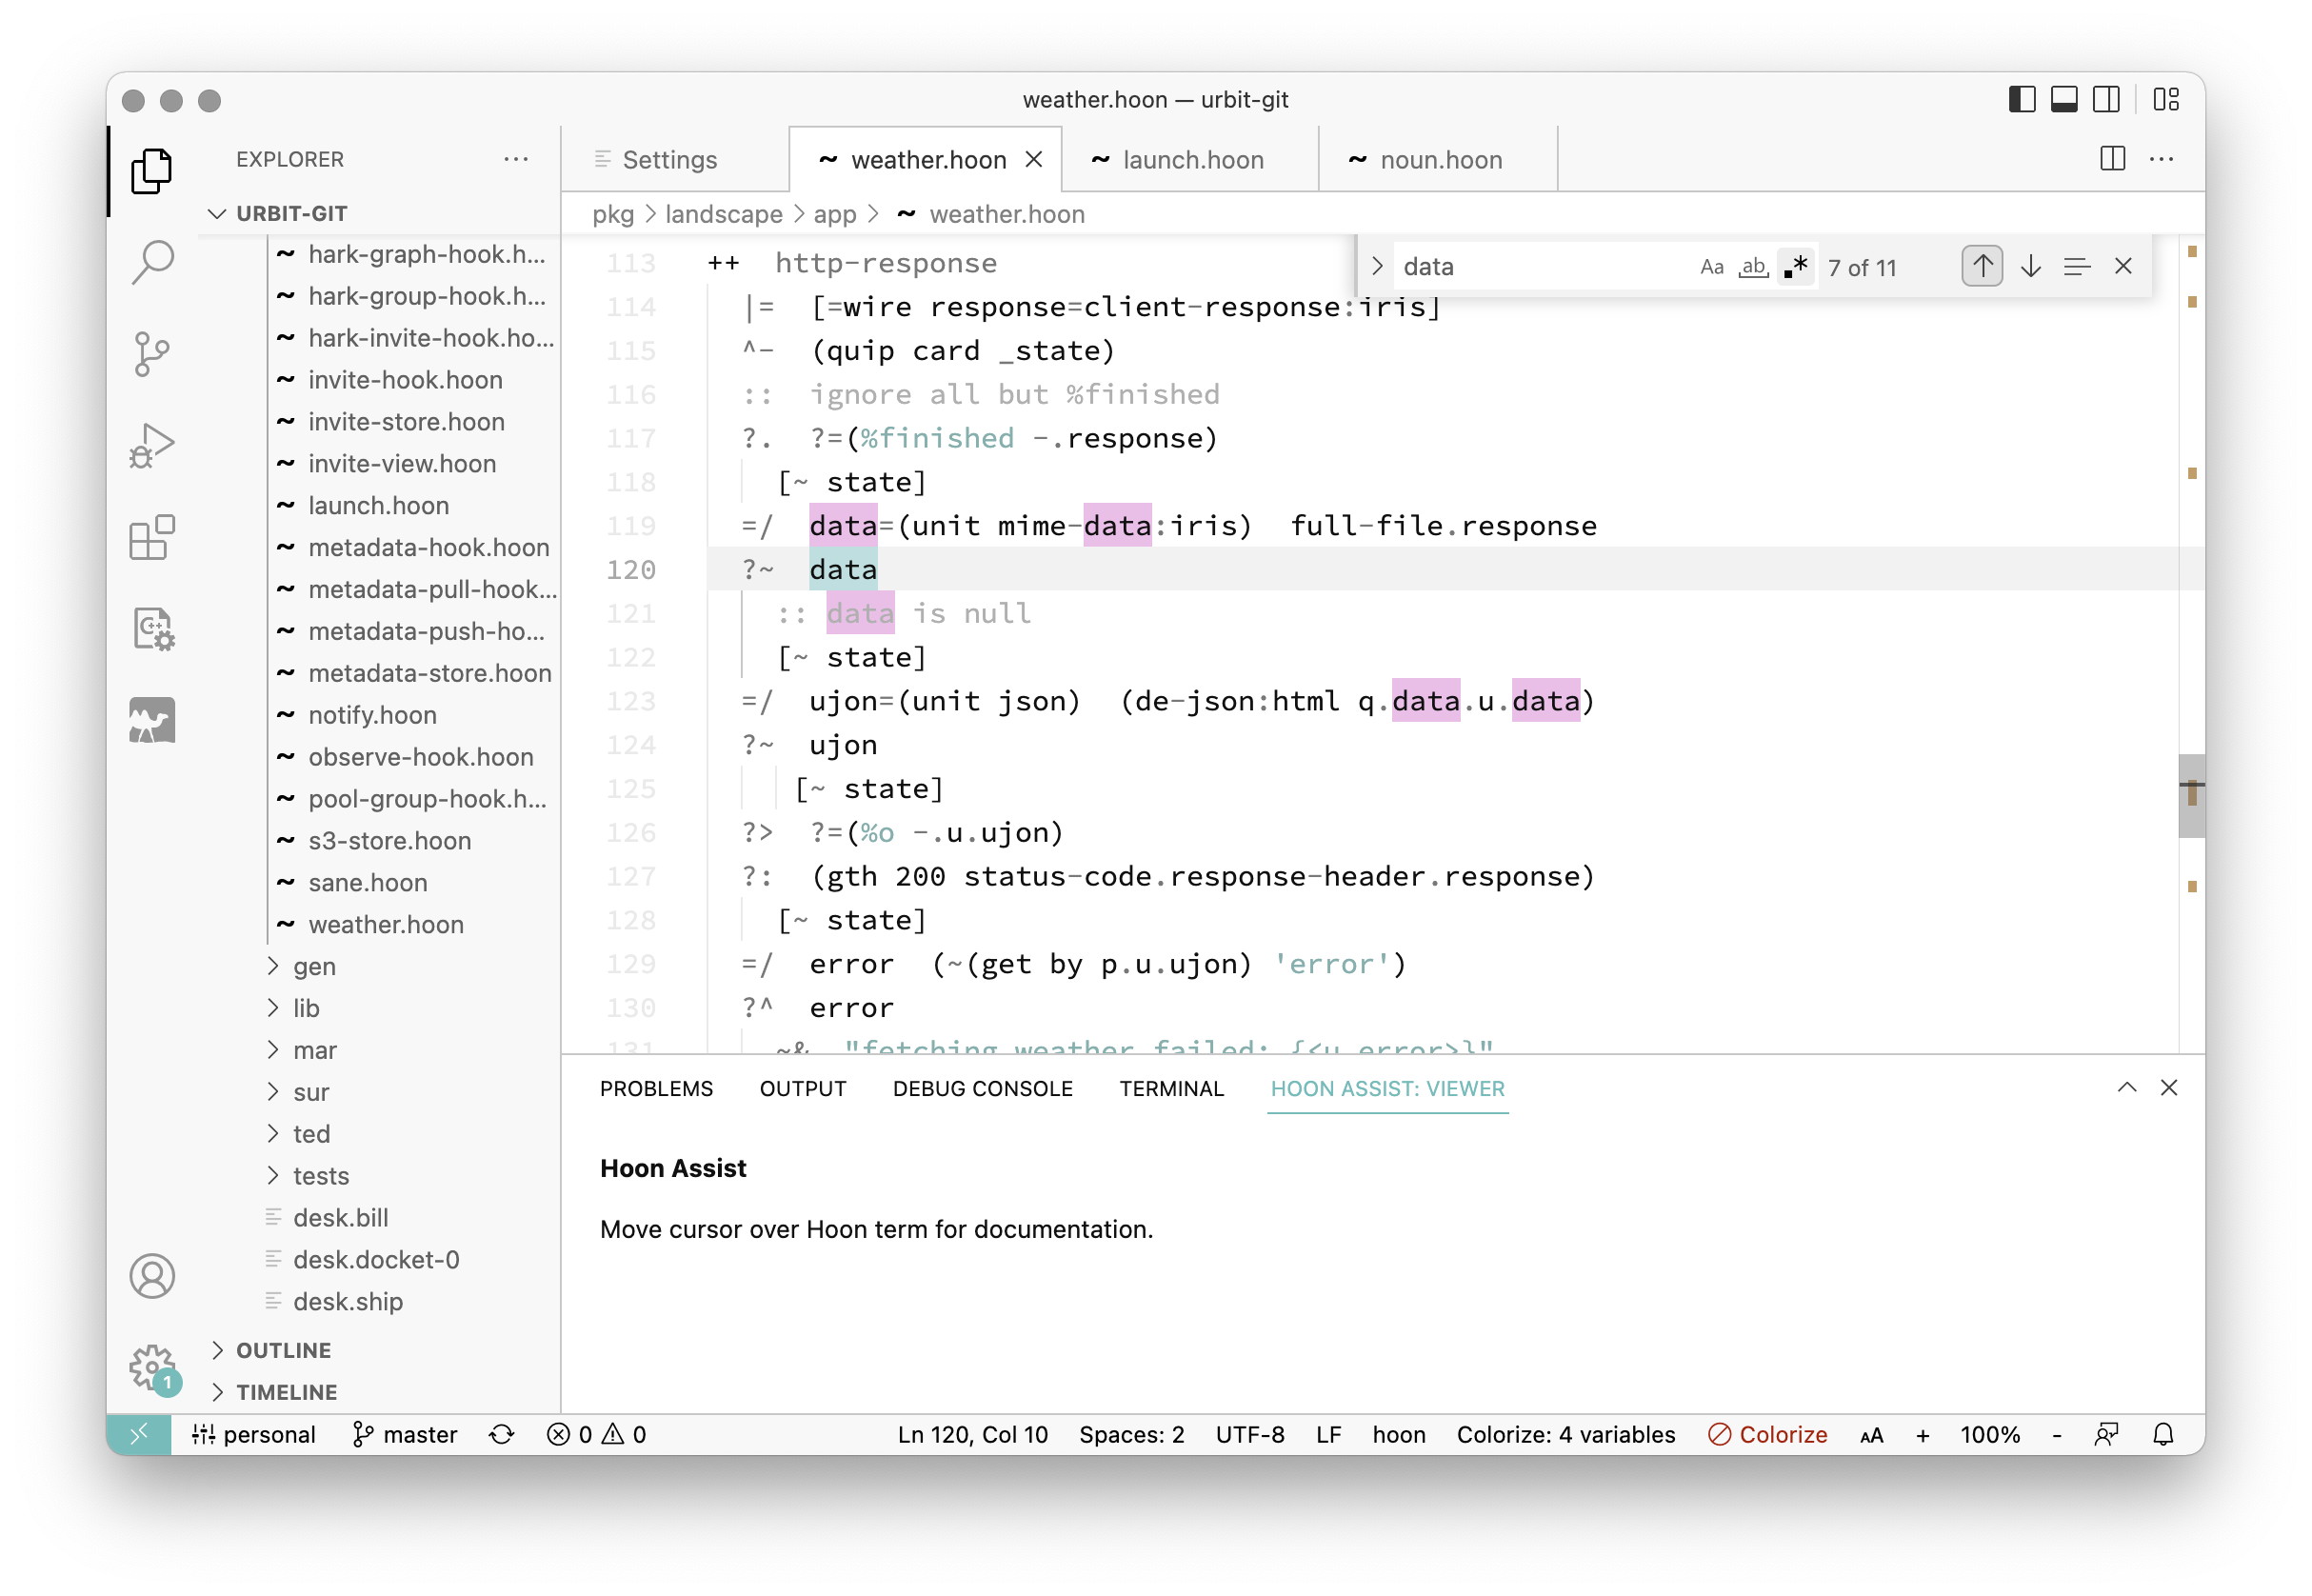 weather.hoon — urbit-git
EXPLORER
URBIT-GIT
hark-graph-hook.h...
hark-group-hook.h...
hark-invite-hook.ho...
invite-hook.hoon
invite-store.hoon
invite-view.hoon
launch.hoon
metadata-hook.hoon
metadata-pull-hook...
metadata-push-ho...
metadata-store.hoon
notify.hoon
observe-hook.hoon
pool-group-hook.h...
s3-store.hoon
sane.hoon
weather.hoon
gen
lib
mar
sur
ted
tests
desk.bill
desk.docket-0
desk.ship
OUTLINE
TIMELINE
1
Settings
~ weather.hoon
~ launch.hoon
~ noun.hoon
pkg > landscape > app > ~ weather.hoon
data Aa ab .* 7 of 11
113 ++  http-response
114 |=  [=wire response=client-response:iris]
115 ^-  (quip card _state)
116 ::  ignore all but %finished
117 ?.  ?=(%finished -.response)
118 [~ state]
119 =/  data=(unit mime-data:iris)  full-file.response
120 ?~  data
121 :: data is null
122 [~ state]
123 =/  ujon=(unit json)  (de-json:html q.data.u.data)
124 ?~  ujon
125 [~ state]
126 ?>  ?=(%o -.u.ujon)
127 ?:  (gth 200 status-code.response-header.response)
128 [~ state]
129 =/  error  (~(get by p.u.ujon) 'error')
130 ?^  error
131 ~&  "fetching weather failed: {<u.error>}"
PROBLEMS OUTPUT DEBUG CONSOLE TERMINAL HOON ASSIST: VIEWER
Hoon Assist
Move cursor over Hoon term for documentation.
personal master 0 0 Ln 120, Col 10 Spaces: 2 UTF-8 LF hoon Colorize: 4 variables Colorize AA + 100% -